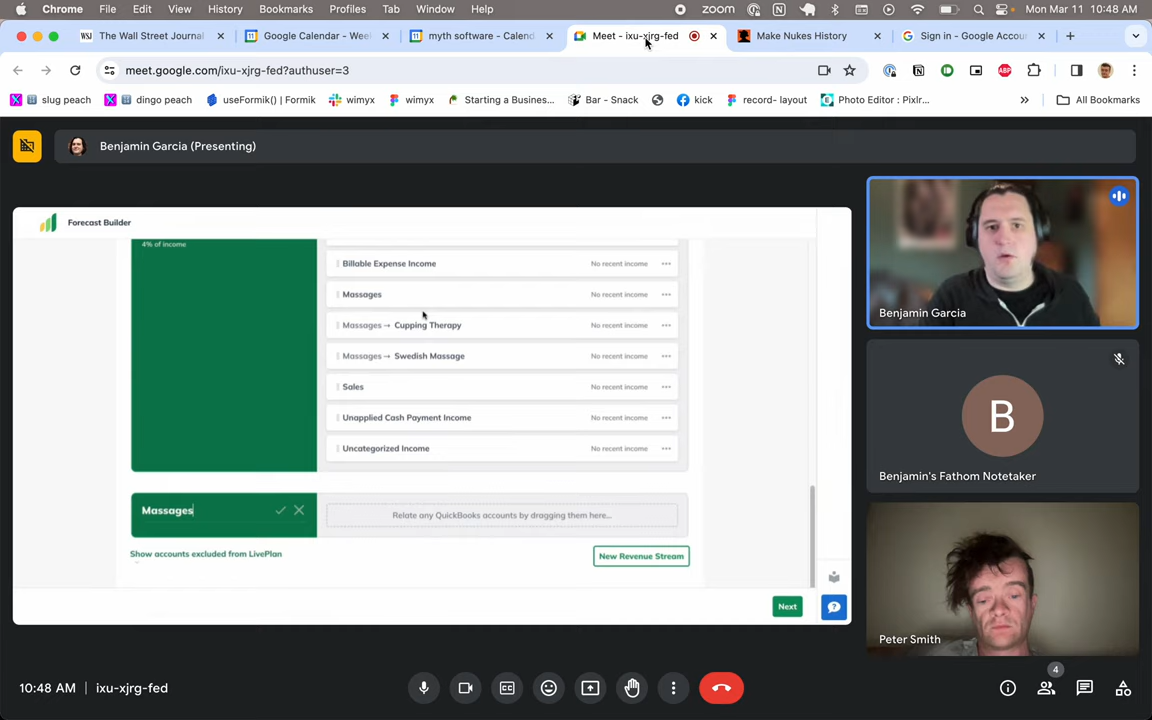 Chrome File Edit View History Bookmarks Profiles Tab Window Help zoom Mon Mar 11 10:48 AM
WSJ The Wall Street Journal Google Calendar - Wee myth software - Calend Meet - ixu-xjrg-fed Make Nukes History Sign in - Google Accou
meet.google.com/ixu-xjrg-fed?authuser=3
slug peach dingo peach useFormik() | Formik wimyx wimyx Starting a Busines... Bar - Snack kick record- layout Photo Editor : Pixlr... » All Bookmarks
Benjamin Garcia (Presenting)
Forecast Builder
4% of income
Billable Expense Income No recent income
Massages No recent income
Massages → Cupping Therapy No recent income
Massages → Swedish Massage No recent income
Sales No recent income
Unapplied Cash Payment Income No recent income
Uncategorized Income No recent income
Massages Relate any QuickBooks accounts by dragging them here...
Show accounts excluded from LivePlan New Revenue Stream
Next
Benjamin Garcia
B
Benjamin's Fathom Notetaker
Peter Smith
10:48 AM | ixu-xjrg-fed
4